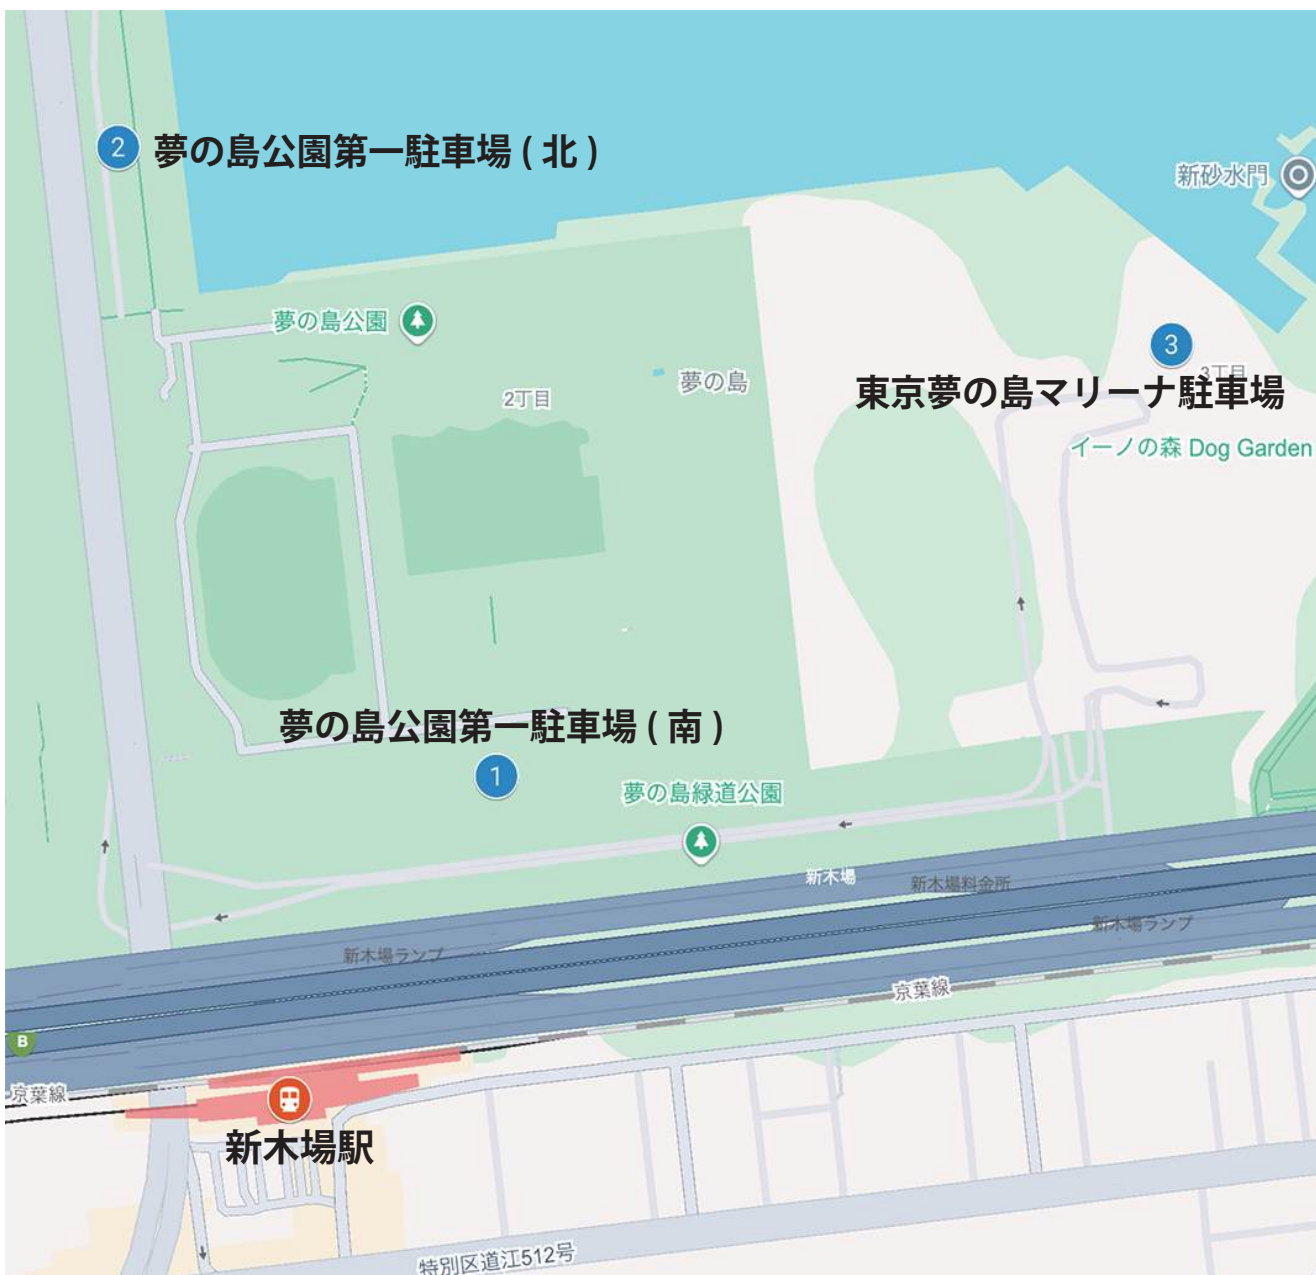 2 夢の島公園第一駐車場 ( 北 )
新砂水門
夢の島公園
3
3丁目
夢の島
2丁目
東京夢の島マリーナ駐車場
イーノの森 Dog Garden
夢の島公園第一駐車場 ( 南 )
1
夢の島緑道公園
新木場
新木場料金所
新木場ランプ
新木場ランプ
京葉線
B
京葉線
新木場駅
特別区道江512号